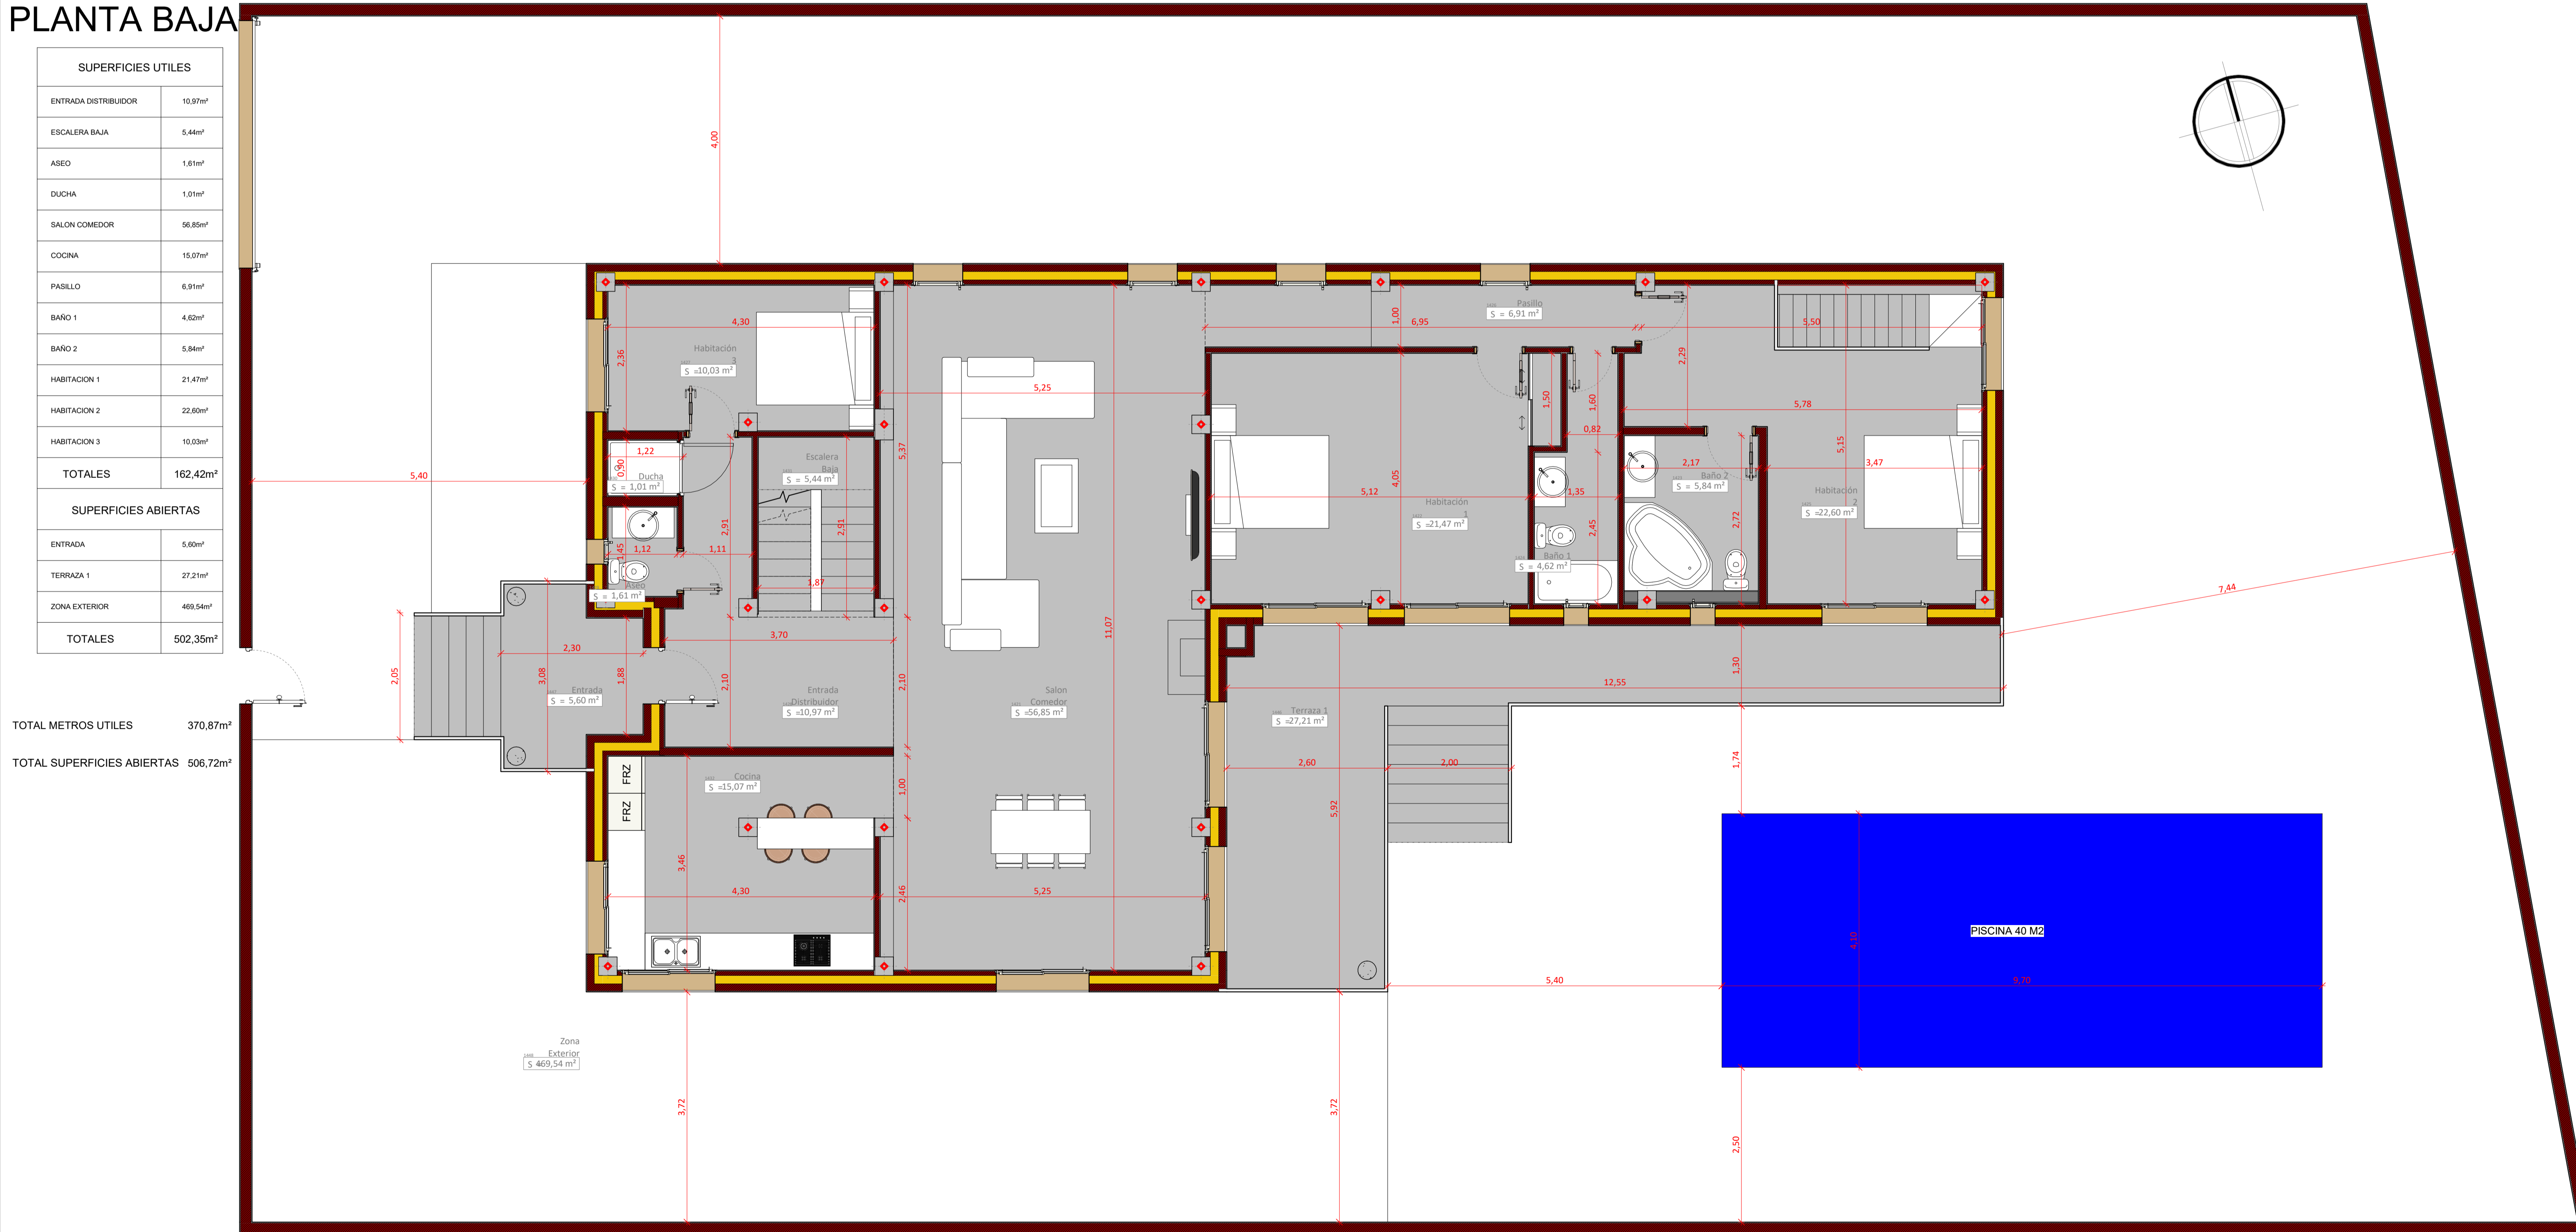 PLANTA BAJA
SUPERFICIES UTILES
ENTRADA DISTRIBUIDOR 10,97m²
ESCALERA BAJA 5,44m²
ASEO 1,61m²
DUCHA 1,01m²
SALON COMEDOR 56,85m²
COCINA 15,07m²
PASILLO 6,91m²
BAÑO 1 4,62m²
BAÑO 2 5,84m²
HABITACION 1 21,47m²
HABITACION 2 22,60m²
HABITACION 3 10,03m²
TOTALES 162,42m²
SUPERFICIES ABIERTAS
ENTRADA 5,60m²
TERRAZA 1 27,21m²
ZONA EXTERIOR 469,54m²
TOTALES 502,35m²
TOTAL METROS UTILES 370,87m²
TOTAL SUPERFICIES ABIERTAS 506,72m²
4,00
5,40
2,05
2,30
3,08
1,88
Entrada
S = 5,60 m²
4,30
2,36
Habitación
3
S =10,03 m²
1,22
0,90
Ducha
S = 1,01 m²
Escalera
Baja
S = 5,44 m²
2,91
2,91
1,45
1,12
1,11
1,87
Aseo
S = 1,61 m²
3,70
2,10
2,10
Entrada
Distribuidor
S =10,97 m²
5,25
5,37
11,07
Salon
Comedor
S =56,85 m²
FRZ
FRZ
Cocina
S =15,07 m²
1,00
3,46
2,46
4,30
5,25
Pasillo
S = 6,91 m²
1,00
6,95
5,50
2,29
5,78
5,15
1,50
1,60
0,82
4,05
5,12
Habitación
1
S =21,47 m²
1,35
2,45
Baño 1
S = 4,62 m²
2,17
Baño 2
S = 5,84 m²
2,72
3,47
Habitación
2
S =22,60 m²
7,44
1,30
12,55
Terraza 1
S =27,21 m²
2,60
2,00
1,74
5,92
PISCINA 40 M2
4,10
5,40
9,70
Zona
Exterior
S 469,54 m²
3,72
3,72
2,50